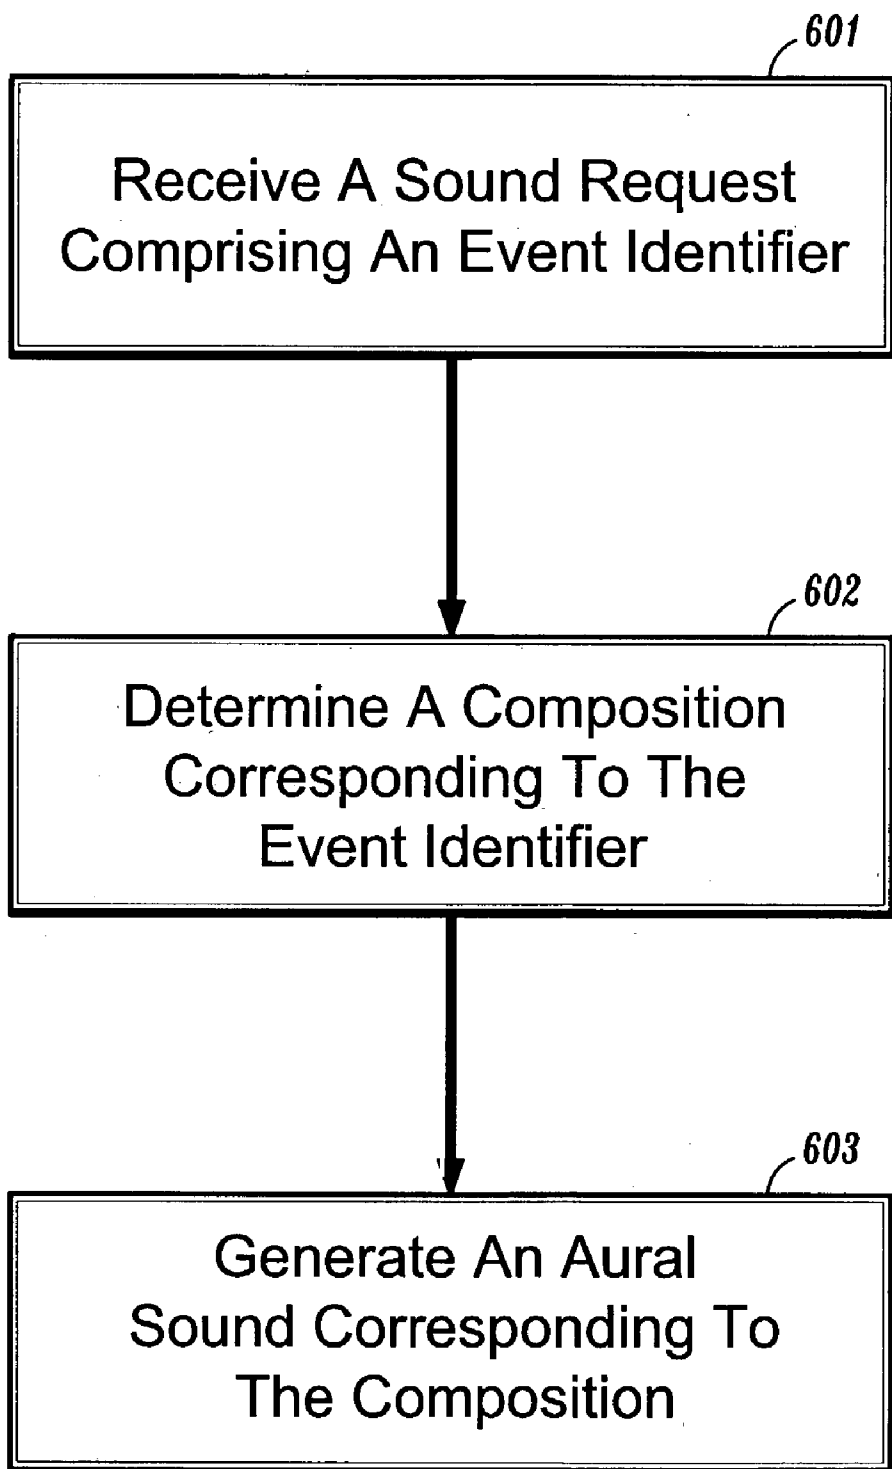 601
Receive A Sound Request
Comprising An Event Identifier
602
Determine A Composition
Corresponding To The
Event Identifier
603
Generate An Aural
Sound Corresponding To
The Composition